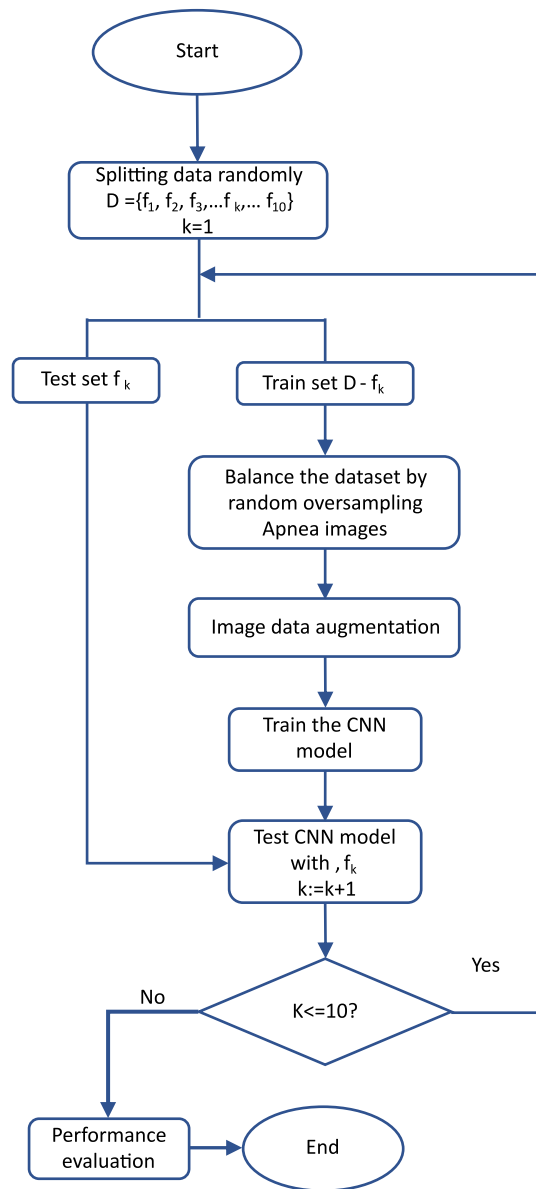 Start
Splitting data randomly
D ={f₁, f₂, f₃,...f ₖ,... f₁₀}
k=1
Test set f ₖ
Train set D - fₖ
Balance the dataset by
random oversampling
Apnea images
Image data augmentation
Train the CNN
model
Test CNN model
with , fₖ
k:=k+1
Yes
No
K<=10?
Performance
evaluation
End